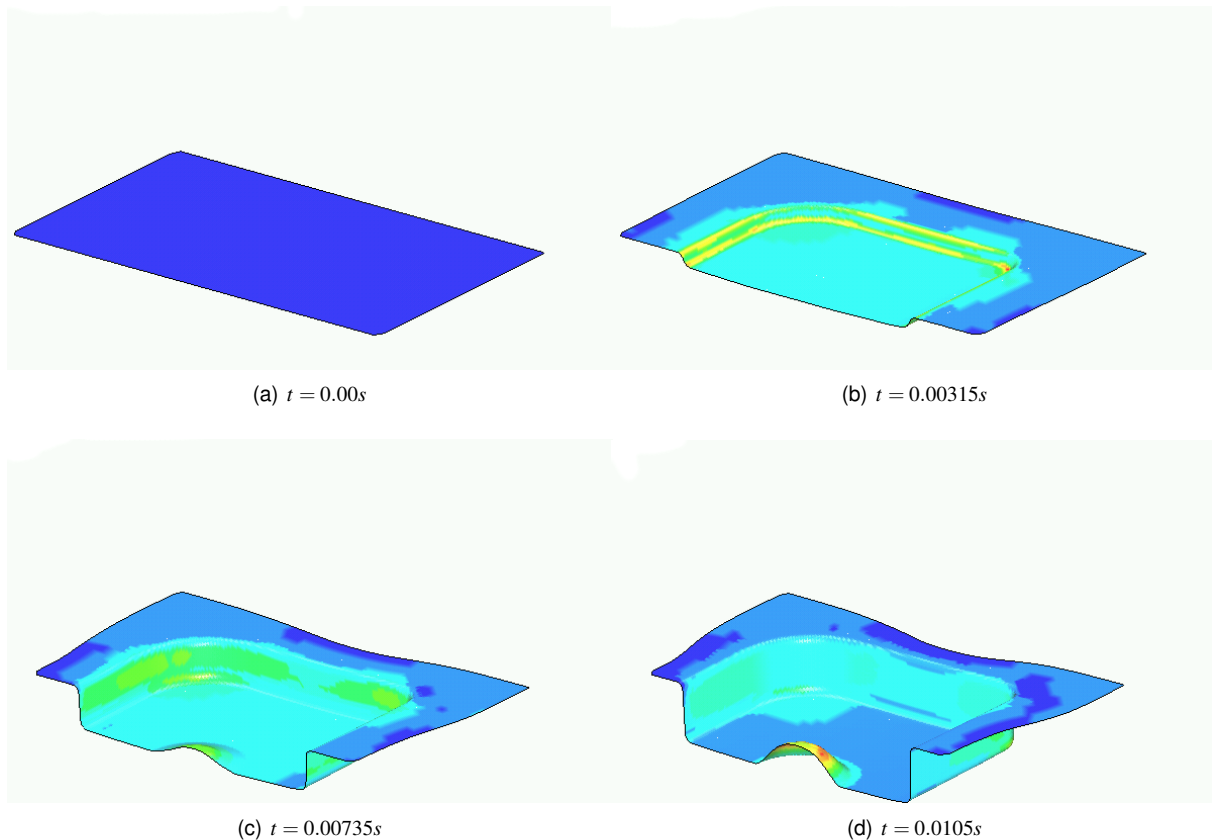 (a) t = 0.00s
(b) t = 0.00315s
(c) t = 0.00735s
(d) t = 0.0105s